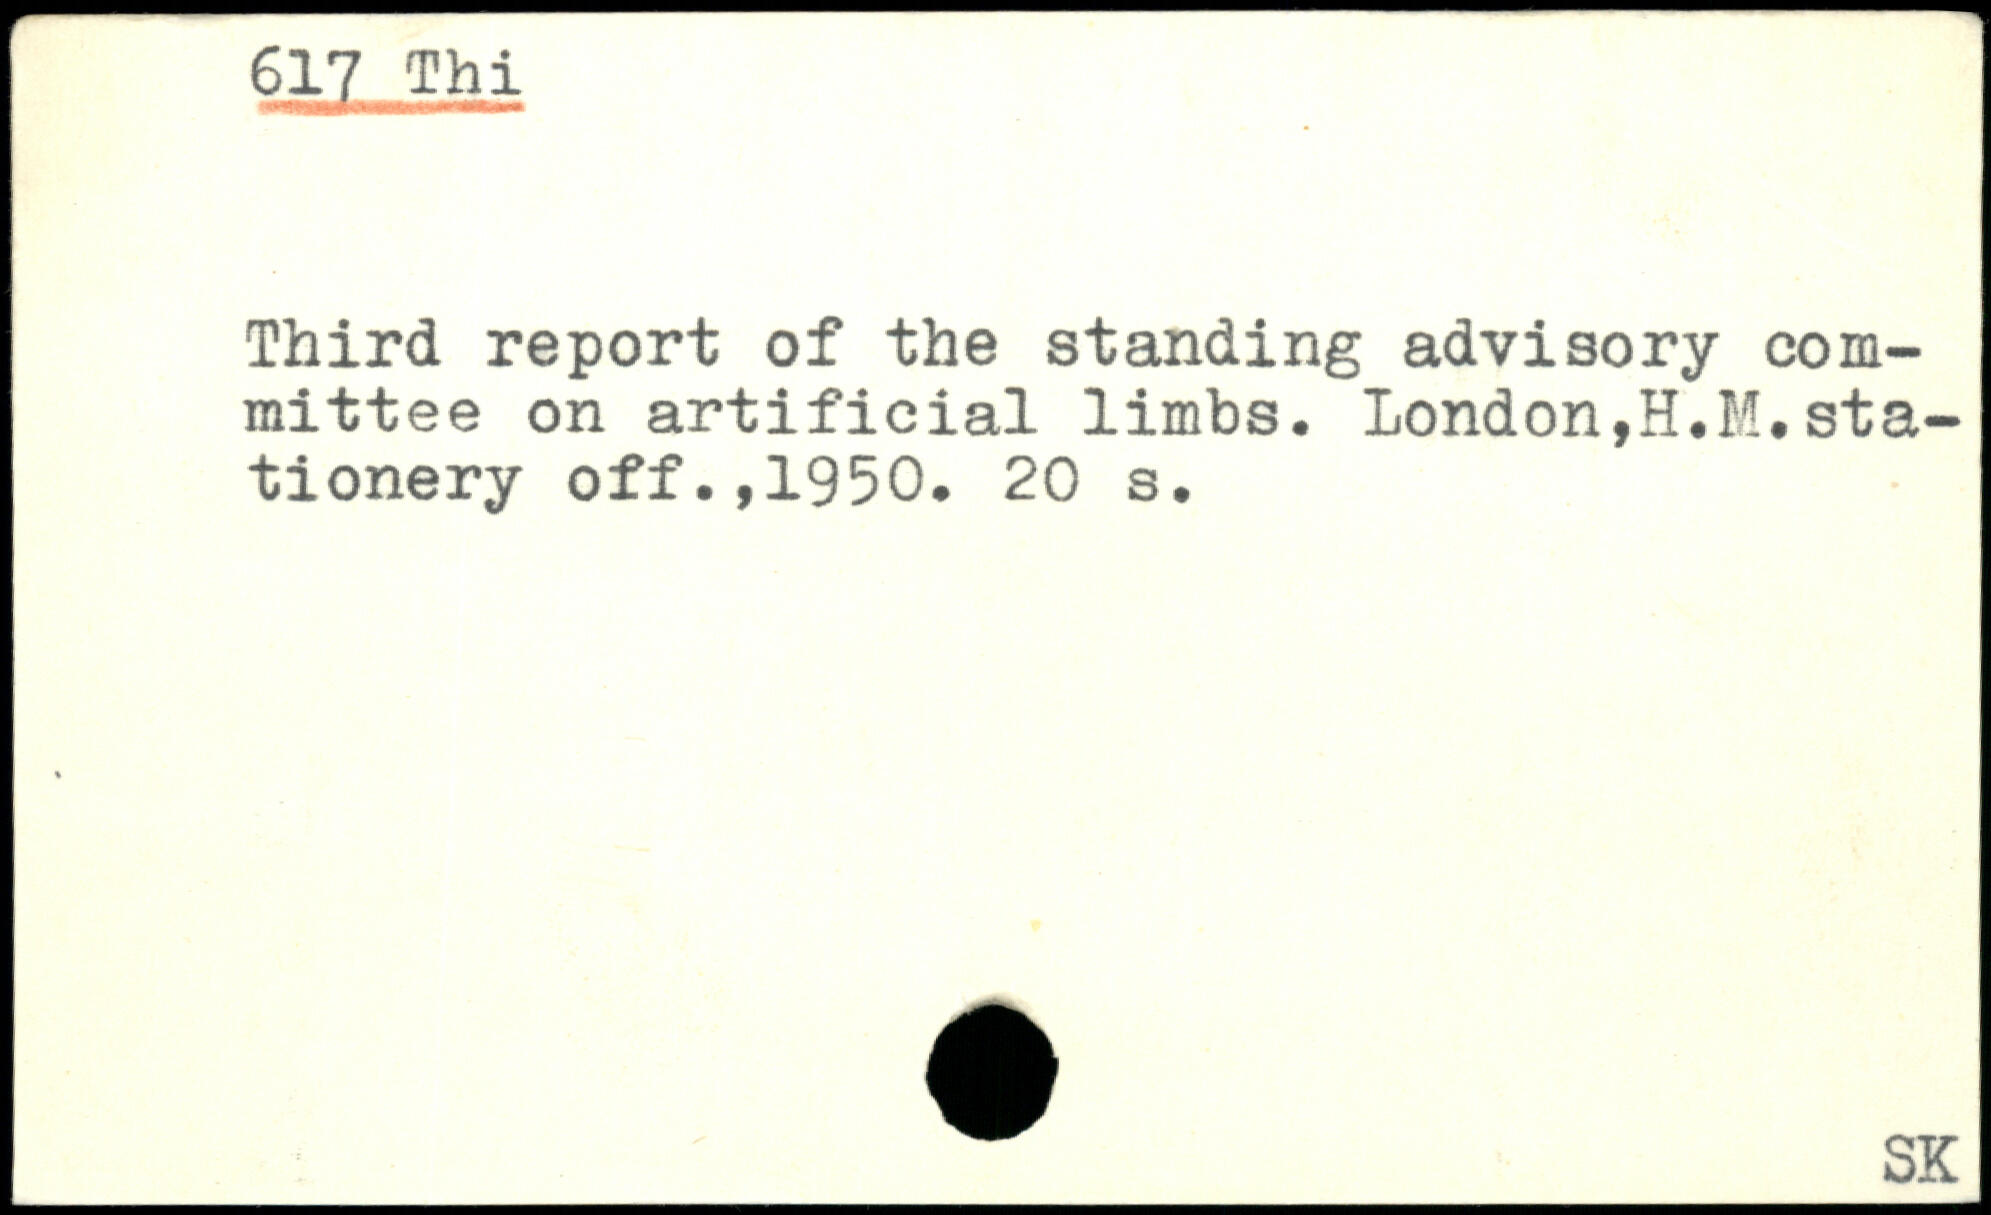 617 Thi
Third report of the standing advisory com-
mittee on artificial limbs. London,H.M.sta-
tionery off.,1950. 20 s.
SK